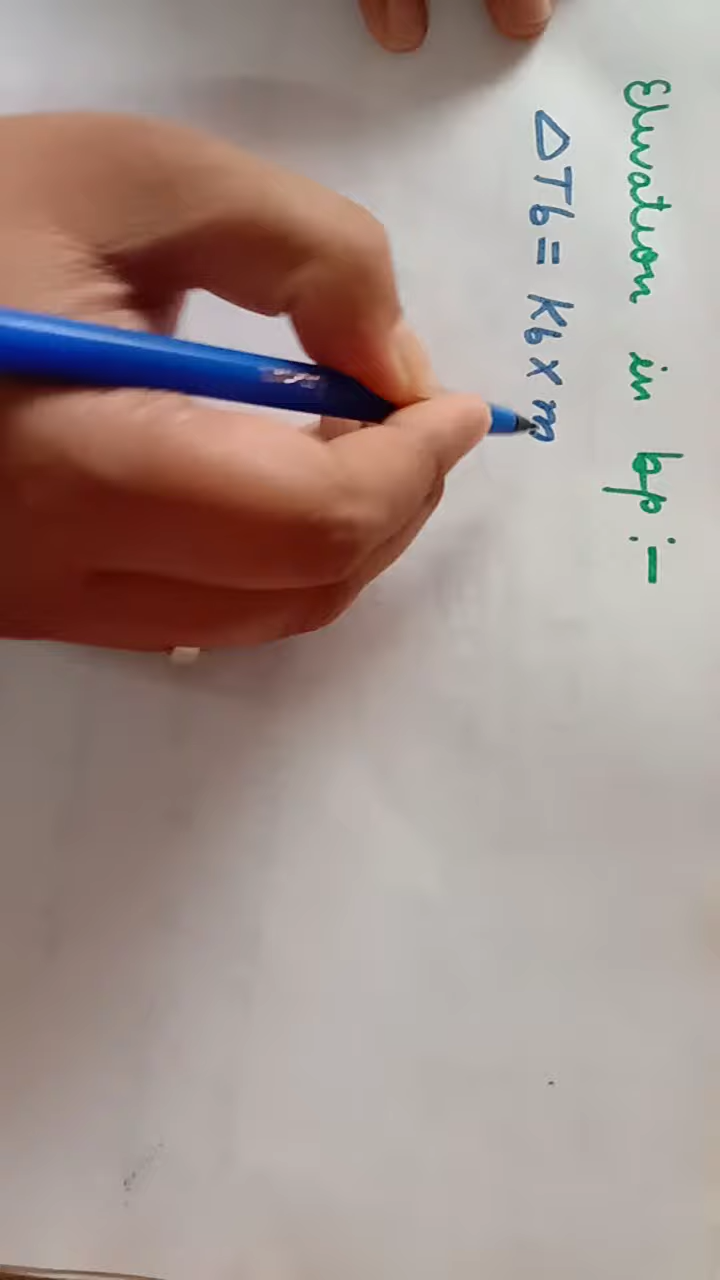 Elevation in bp :-
ΔTb = Kb x m